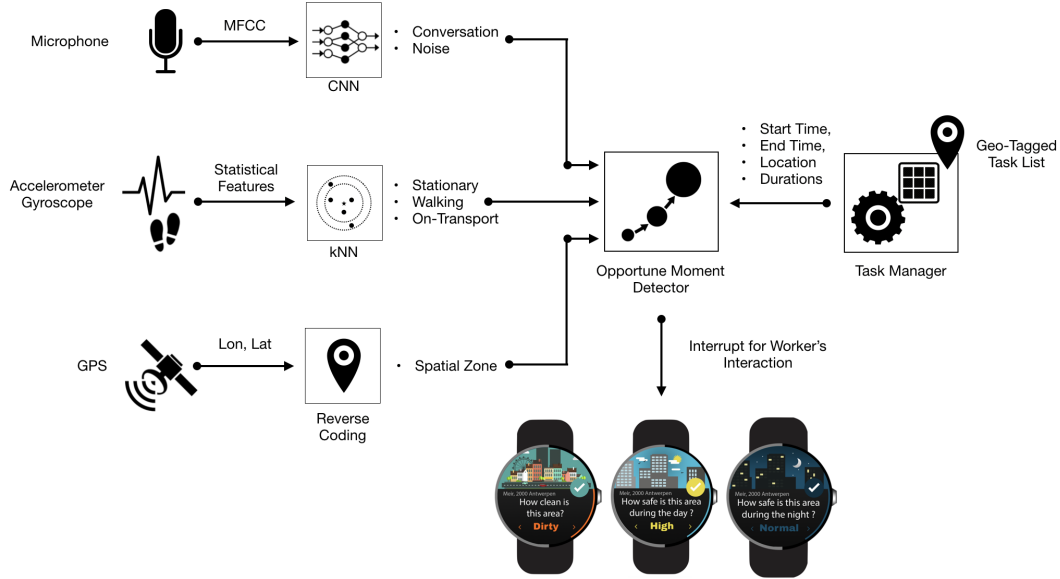 Microphone
MFCC
CNN
• Conversation
• Noise
Accelerometer
Gyroscope
Statistical
Features
kNN
• Stationary
• Walking
• On-Transport
GPS
Lon, Lat
Reverse
Coding
• Spatial Zone
Opportune Moment
Detector
• Start Time,
• End Time,
• Location
• Durations
Geo-Tagged
Task List
Task Manager
Interrupt for Worker's
Interaction
Meir, 2000 Antwerpen
How clean is
this area?
‹ Dirty ›
Meir, 2000 Antwerpen
How safe is this area
during the day ?
‹ High ›
Meir, 2000 Antwerpen
How safe is this area
during the night ?
‹ Normal ›